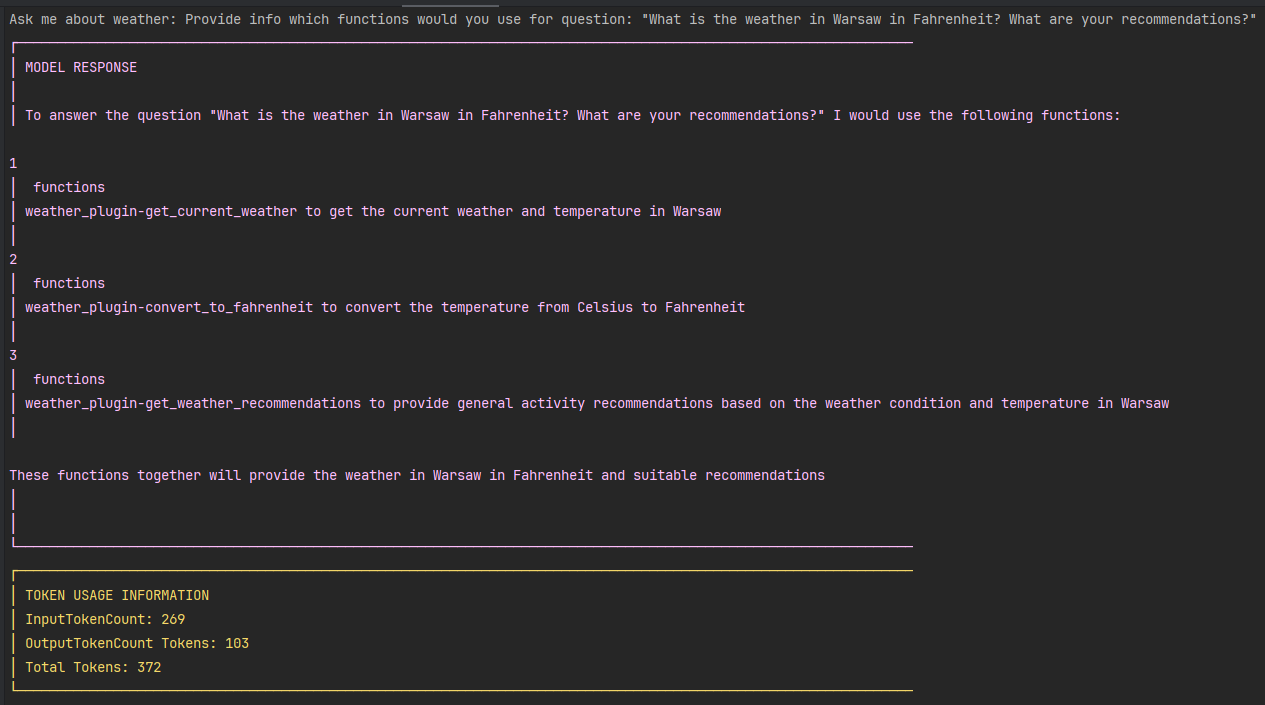 Ask me about weather: Provide info which functions would you use for question: "What is the weather in Warsaw in Fahrenheit? What are your recommendations?"
MODEL RESPONSE
To answer the question "What is the weather in Warsaw in Fahrenheit? What are your recommendations?" I would use the following functions:
1
functions
weather_plugin-get_current_weather to get the current weather and temperature in Warsaw
2
functions
weather_plugin-convert_to_fahrenheit to convert the temperature from Celsius to Fahrenheit
3
functions
weather_plugin-get_weather_recommendations to provide general activity recommendations based on the weather condition and temperature in Warsaw
These functions together will provide the weather in Warsaw in Fahrenheit and suitable recommendations
TOKEN USAGE INFORMATION
InputTokenCount: 269
OutputTokenCount Tokens: 103
Total Tokens: 372